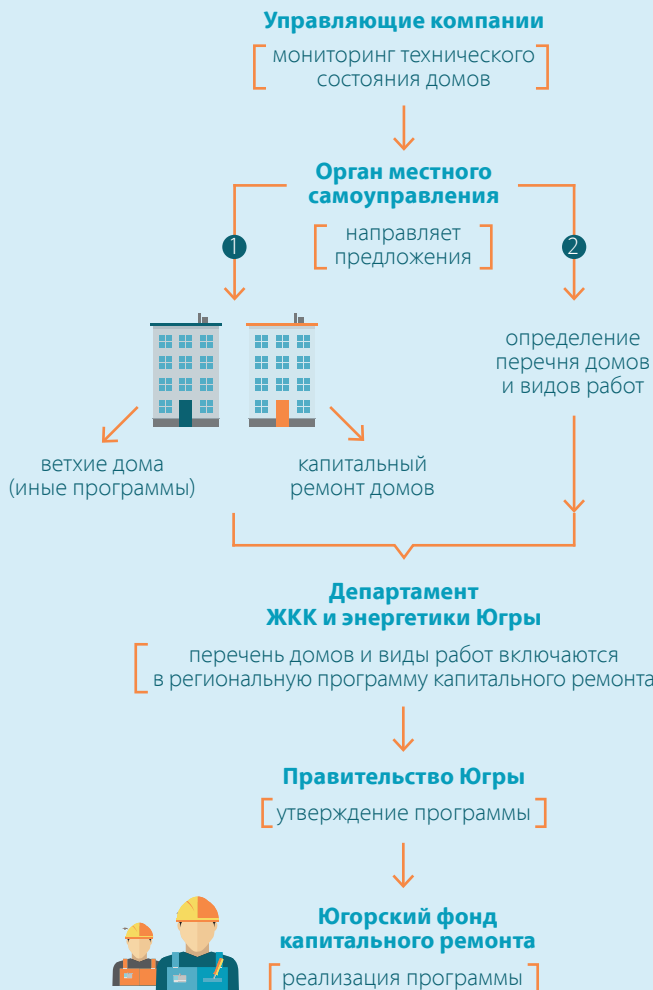 Управляющие компании
мониторинг технического
состояния домов
Орган местного
самоуправления
направляет
предложения
1
2
определение
перечня домов
и видов работ
ветхие дома
(иные программы)
капитальный
ремонт домов
Департамент
ЖКК и энергетики Югры
перечень домов и виды работ включаются
в региональную программу капитального ремонта
Правительство Югры
утверждение программы
Югорский фонд
капитального ремонта
реализация программы